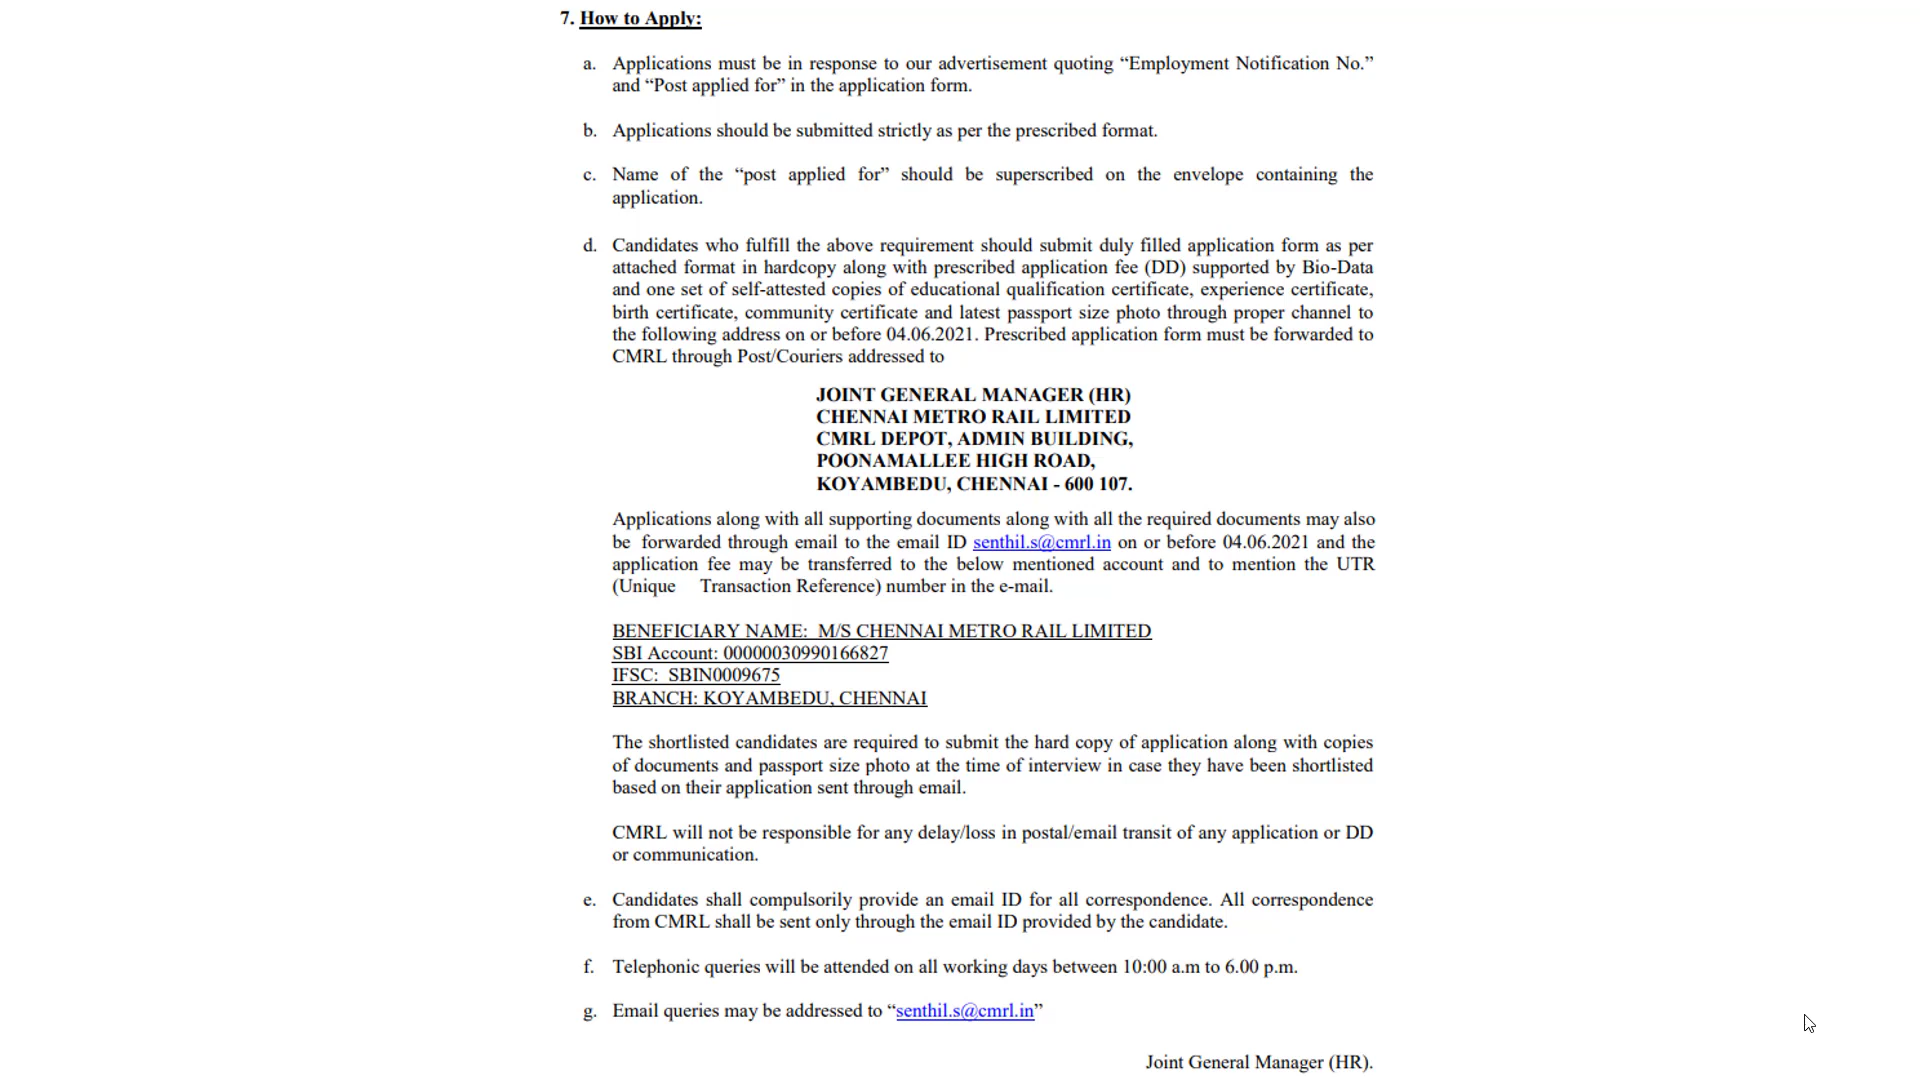 7. How to Apply:
a. Applications must be in response to our advertisement quoting “Employment Notification No.”
and “Post applied for” in the application form.
b. Applications should be submitted strictly as per the prescribed format.
c. Name of the “post applied for” should be superscribed on the envelope containing the
application.
d. Candidates who fulfill the above requirement should submit duly filled application form as per
attached format in hardcopy along with prescribed application fee (DD) supported by Bio-Data
and one set of self-attested copies of educational qualification certificate, experience certificate,
birth certificate, community certificate and latest passport size photo through proper channel to
the following address on or before 04.06.2021. Prescribed application form must be forwarded to
CMRL through Post/Couriers addressed to
JOINT GENERAL MANAGER (HR)
CHENNAI METRO RAIL LIMITED
CMRL DEPOT, ADMIN BUILDING,
POONAMALLEE HIGH ROAD,
KOYAMBEDU, CHENNAI - 600 107.
Applications along with all supporting documents along with all the required documents may also
be forwarded through email to the email ID senthil.s@cmrl.in on or before 04.06.2021 and the
application fee may be transferred to the below mentioned account and to mention the UTR
(Unique Transaction Reference) number in the e-mail.
BENEFICIARY NAME: M/S CHENNAI METRO RAIL LIMITED
SBI Account: 00000030990166827
IFSC: SBIN0009675
BRANCH: KOYAMBEDU, CHENNAI
The shortlisted candidates are required to submit the hard copy of application along with copies
of documents and passport size photo at the time of interview in case they have been shortlisted
based on their application sent through email.
CMRL will not be responsible for any delay/loss in postal/email transit of any application or DD
or communication.
e. Candidates shall compulsorily provide an email ID for all correspondence. All correspondence
from CMRL shall be sent only through the email ID provided by the candidate.
f. Telephonic queries will be attended on all working days between 10:00 a.m to 6.00 p.m.
g. Email queries may be addressed to “senthil.s@cmrl.in”
Joint General Manager (HR).